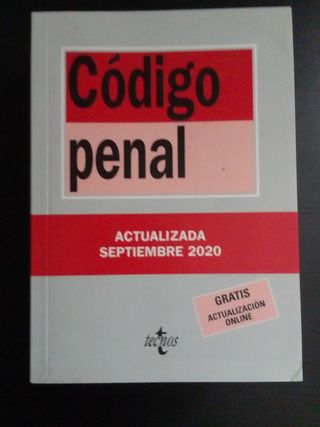 Código
penal
ACTUALIZADA
SEPTIEMBRE 2020
GRATIS
ACTUALIZACIÓN
ONLINE
tecnos